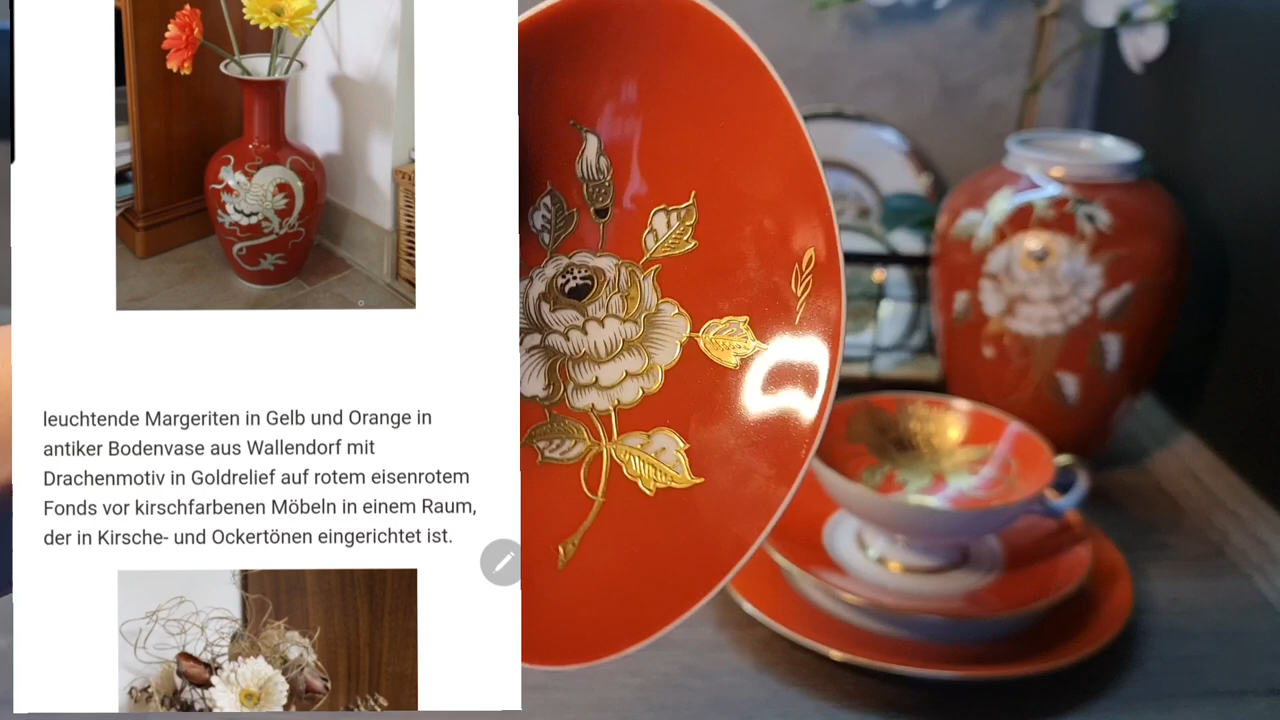 leuchtende Margeriten in Gelb und Orange in
antiker Bodenvase aus Wallendorf mit
Drachenmotiv in Goldrelief auf rotem eisenrotem
Fonds vor kirschfarbenen Möbeln in einem Raum,
der in Kirsche- und Ockertönen eingerichtet ist.